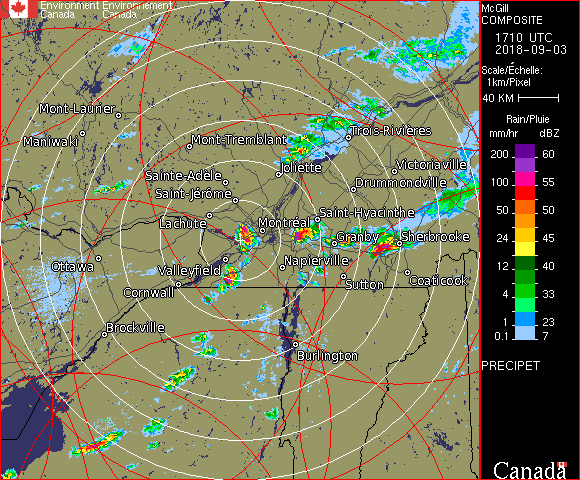 Environment Environnement
Canada Canada
McGill
COMPOSITE
1710 UTC
2018-09-03
Scale/Échelle:
1km/Pixel
40 KM
Rain/Pluie
mm/hr dBZ
200 60
100 55
50 50
24 45
12 40
4 33
1 23
0.1 7
PRECIPET
Canada
Mont-Laurier
Maniwaki
Mont-Tremblant
Trois-Rivières
Joliette
Victoriaville
Sainte-Adèle
Drummondville
Saint-Jérôme
Lachute
Saint-Hyacinthe
Montréal
Granby
Sherbrooke
Ottawa
Valleyfield
Napierville
Cornwall
Sutton
Coaticook
Brockville
Burlington